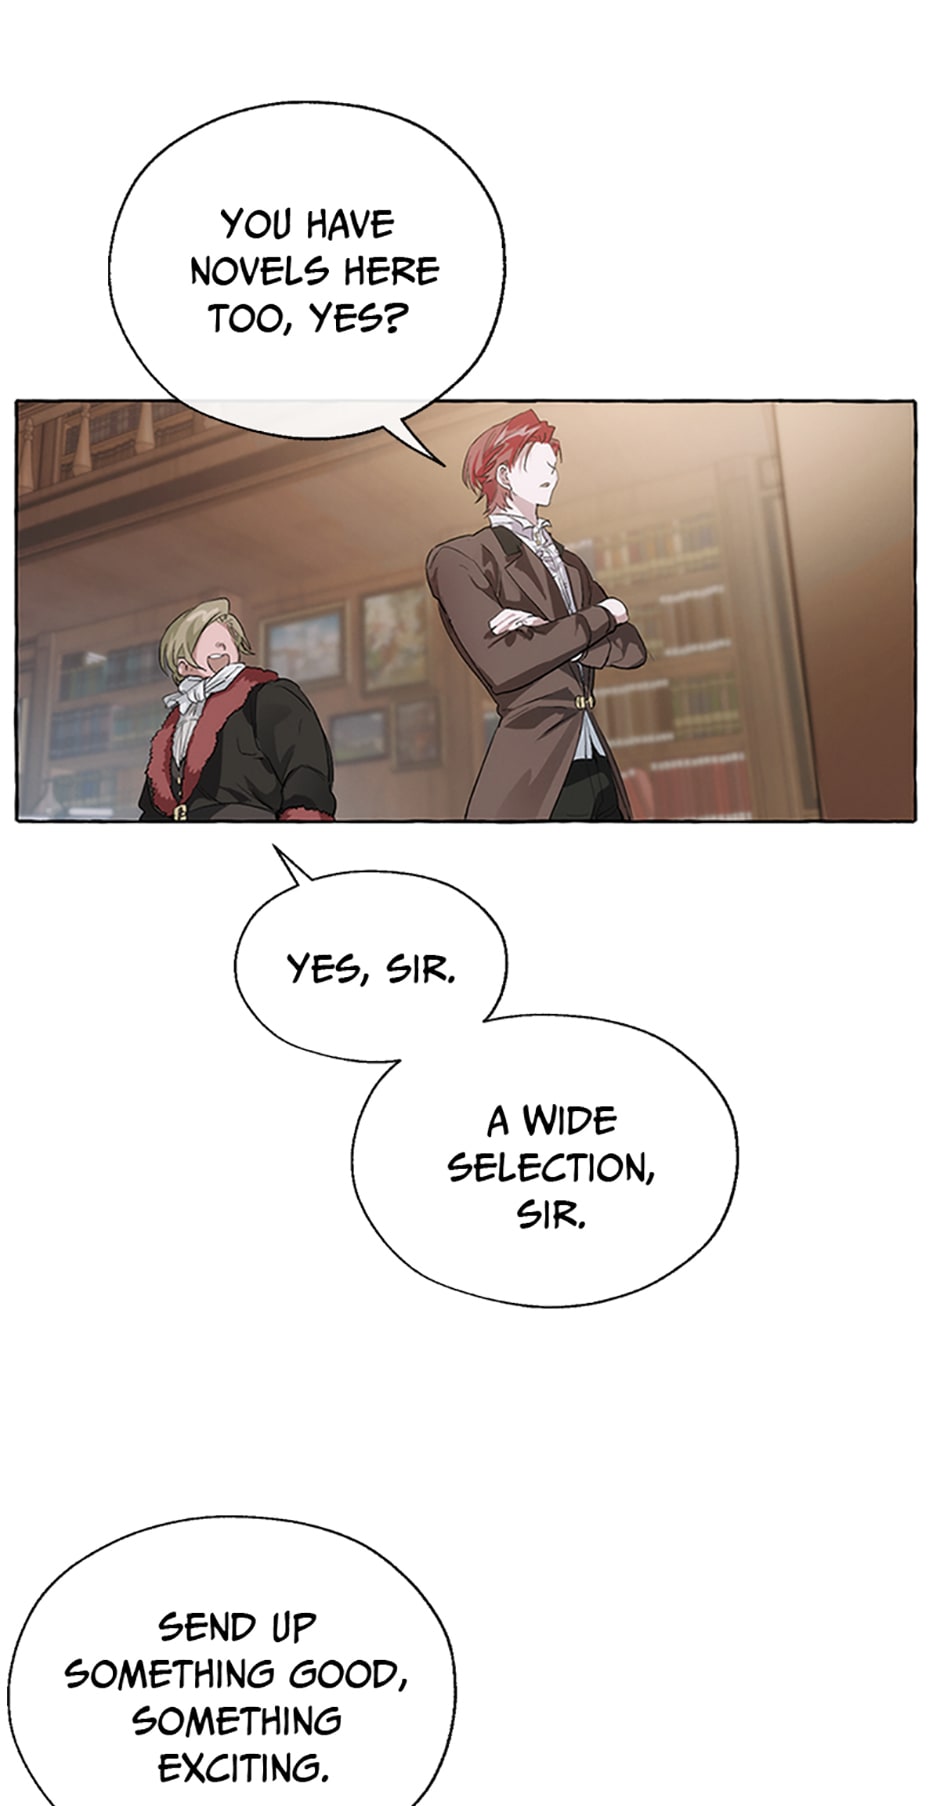 YOU HAVE
NOVELS HERE
TOO, YES?
YES, SIR.
A WIDE
SELECTION,
SIR.
SEND UP
SOMETHING GOOD,
SOMETHING
EXCITING.